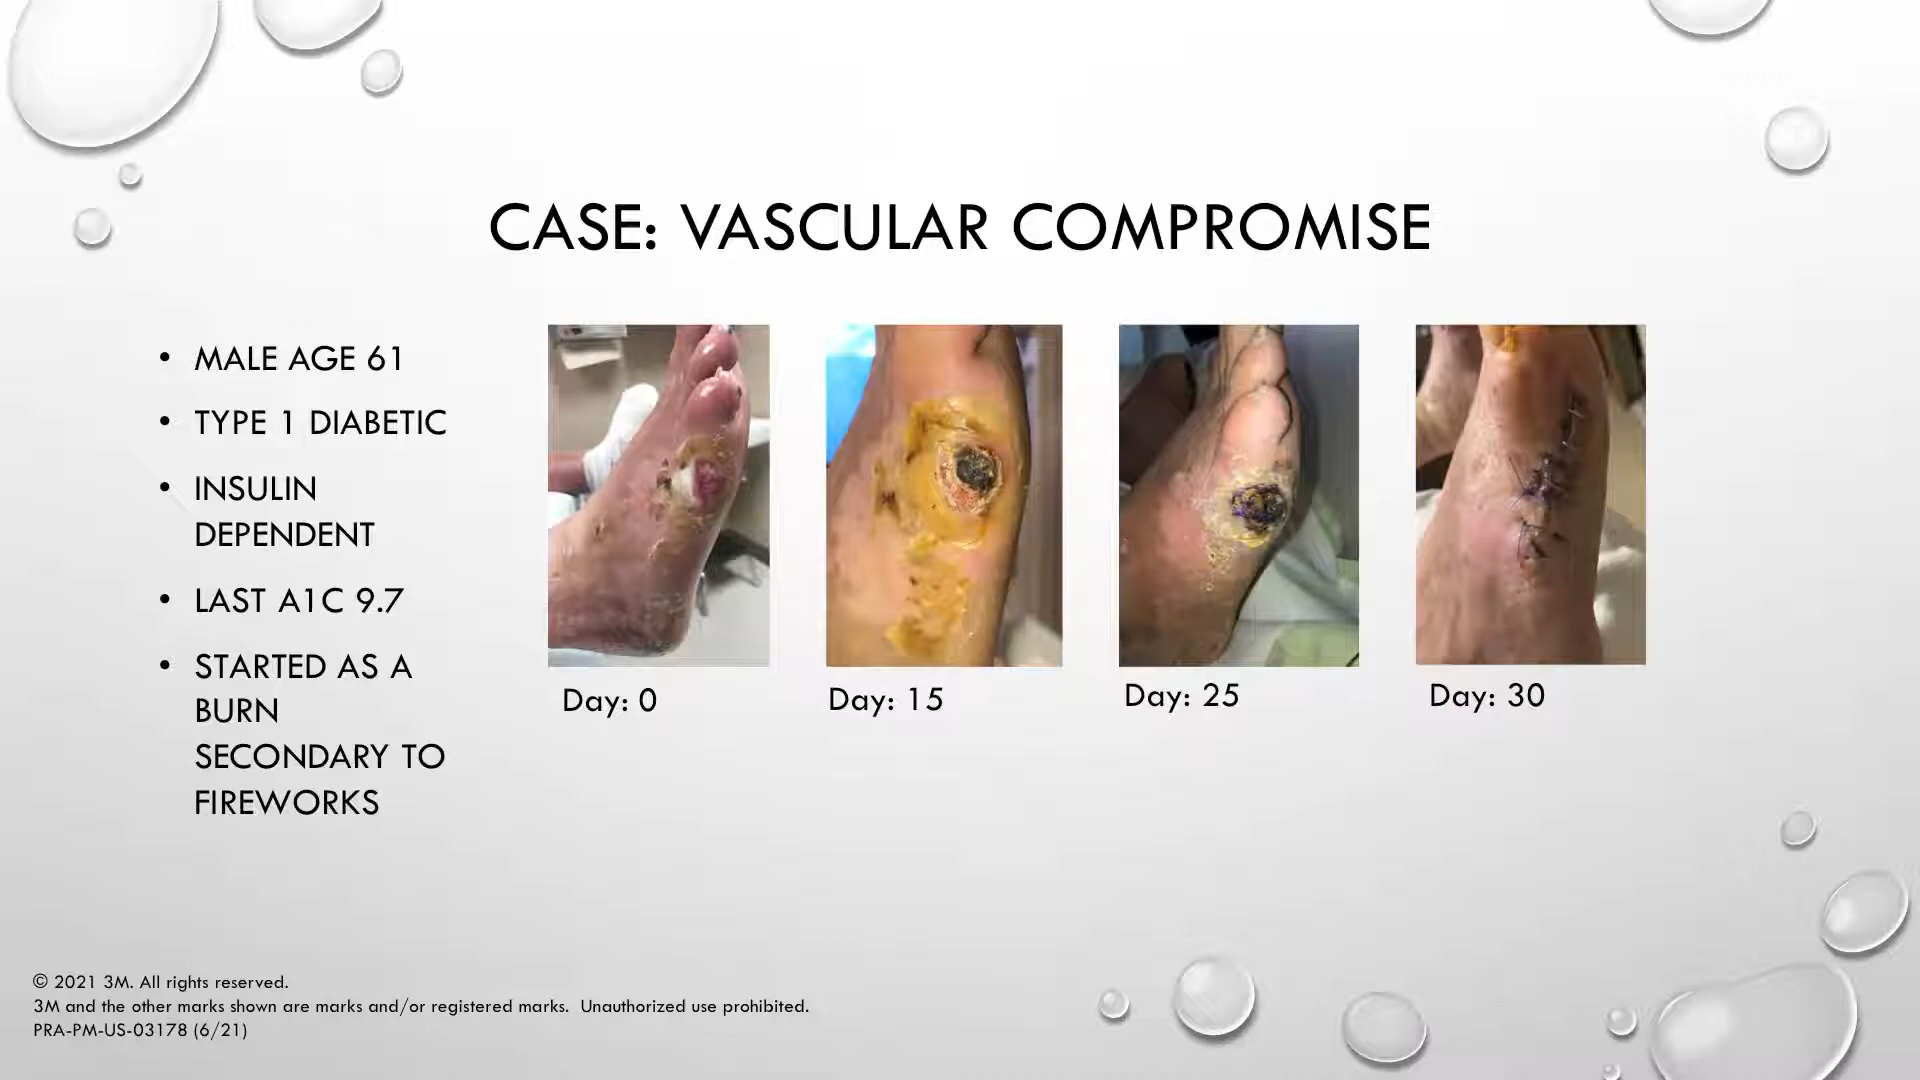 CASE: VASCULAR COMPROMISE
• MALE AGE 61
• TYPE 1 DIABETIC
• INSULIN
DEPENDENT
• LAST A1C 9.7
• STARTED AS A
BURN
SECONDARY TO
FIREWORKS
Day: 0
Day: 15
Day: 25
Day: 30
© 2021 3M. All rights reserved.
3M and the other marks shown are marks and/or registered marks. Unauthorized use prohibited.
PRA-PM-US-03178 (6/21)